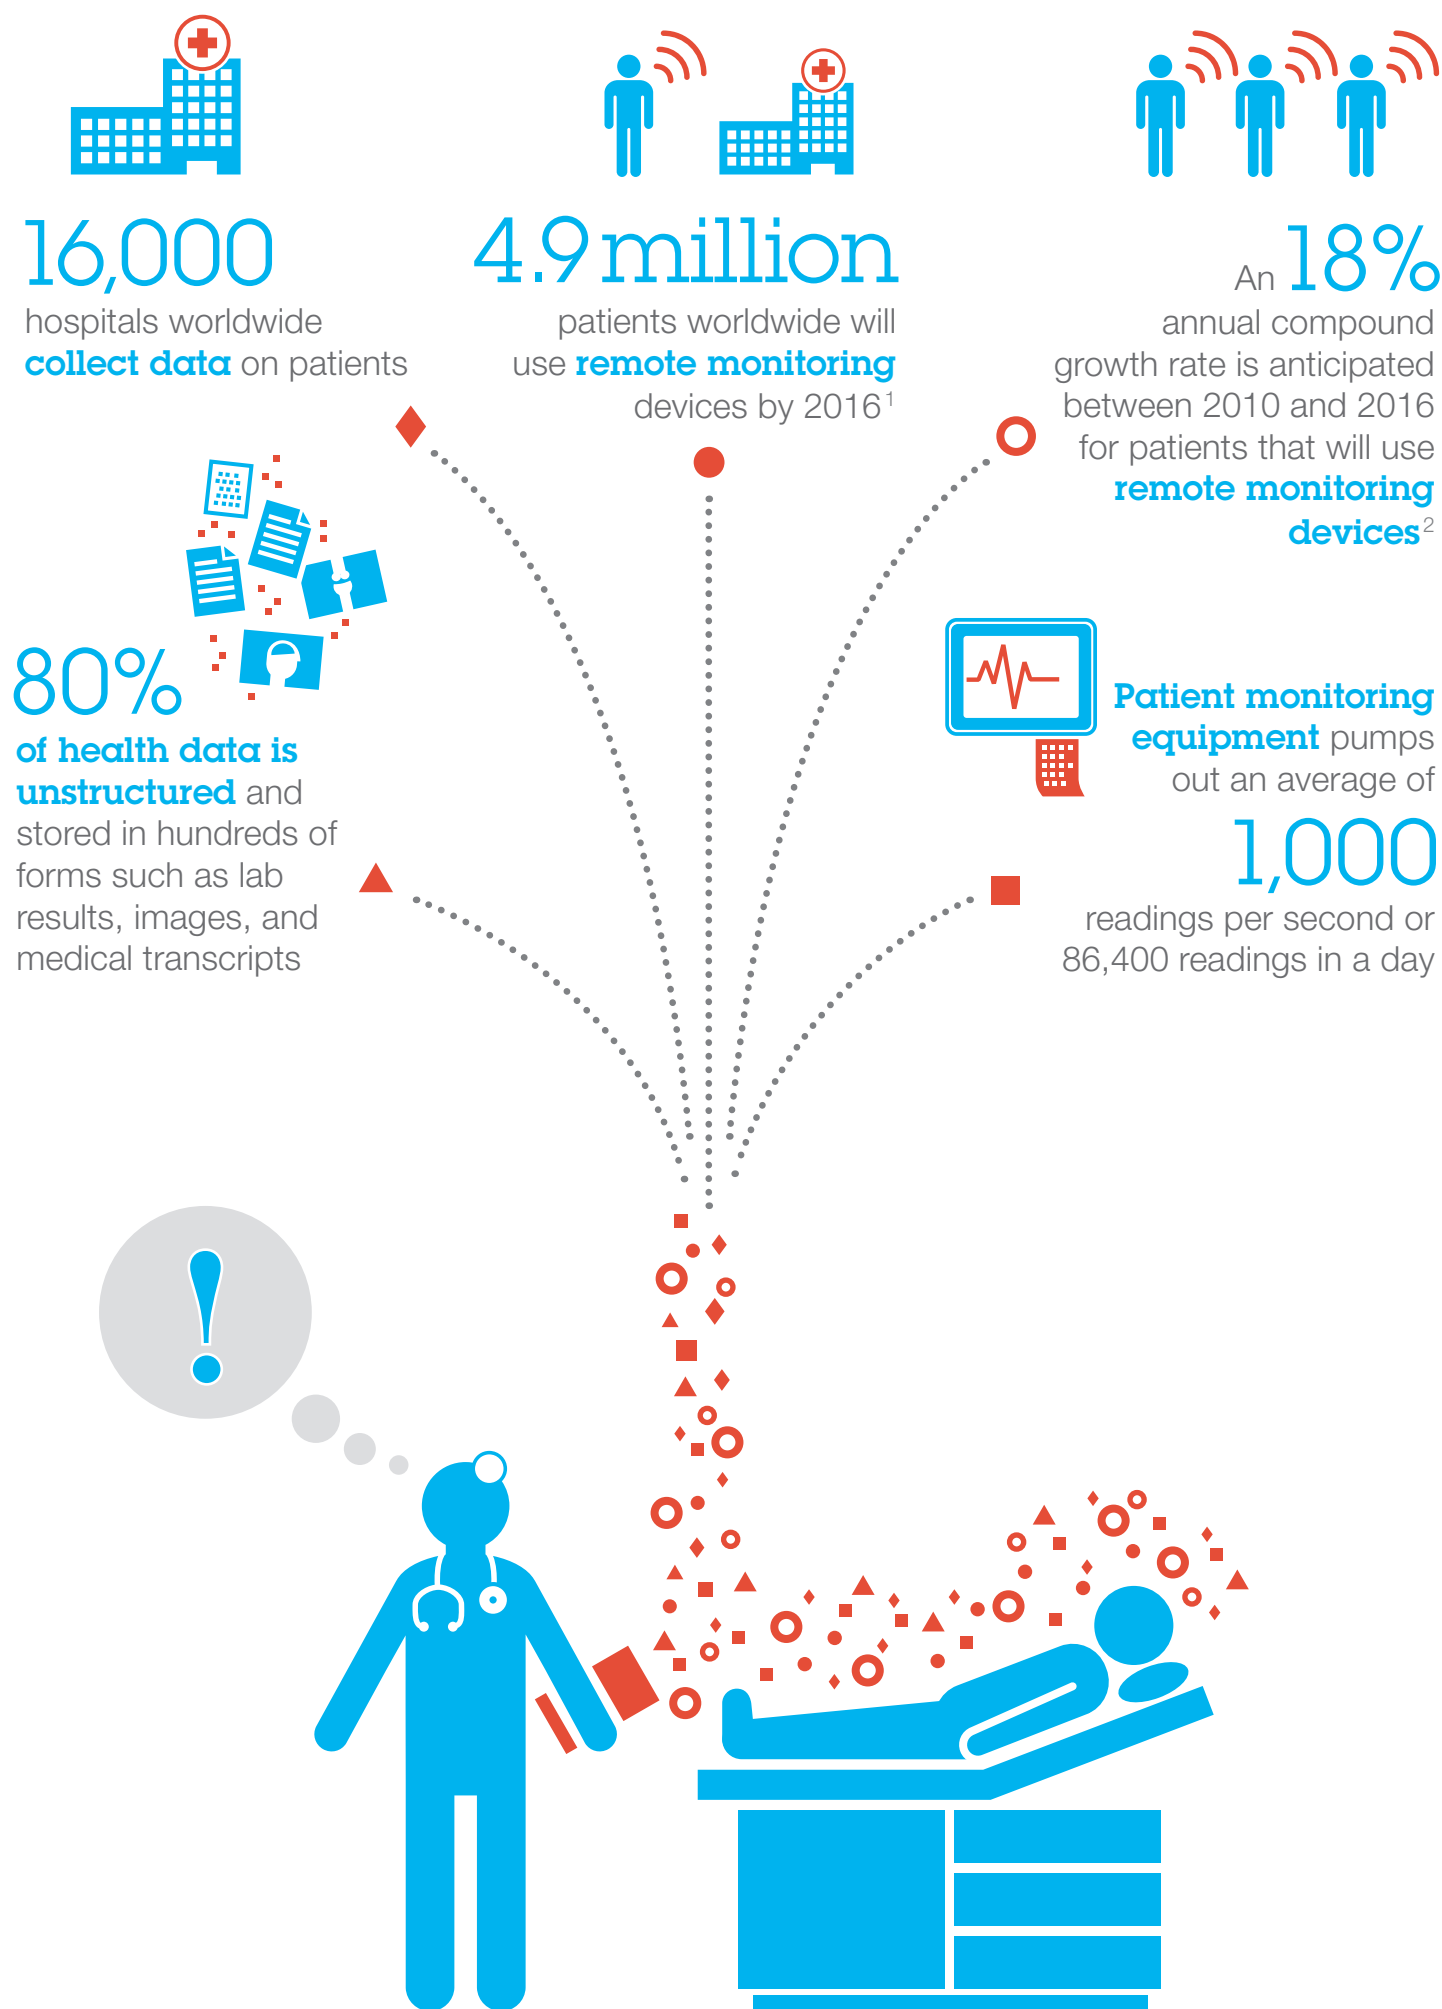 16,000
hospitals worldwide
collect data on patients
4.9 million
patients worldwide will
use remote monitoring
devices by 2016¹
An 18%
annual compound
growth rate is anticipated
between 2010 and 2016
for patients that will use
remote monitoring
devices²
80%
of health data is
unstructured and
stored in hundreds of
forms such as lab
results, images, and
medical transcripts
Patient monitoring
equipment pumps
out an average of
1,000
readings per second or
86,400 readings in a day
!